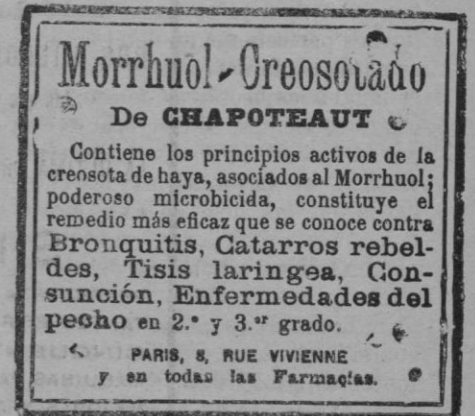 Morrhuol-Creosotado
De CHAPOTEAUT
Contiene los principios activos de la
creosota de haya, asociados al Morrhuol;
poderoso microbicida, constituye el
remedio más eficaz que se conoce contra
Bronquitis, Catarros rebel-
des, Tisis laringea, Con-
sunción, Enfermedades del
pecho en 2.º y 3.er grado.
PARIS, 8, RUE VIVIENNE
y en todas las Farmacias.